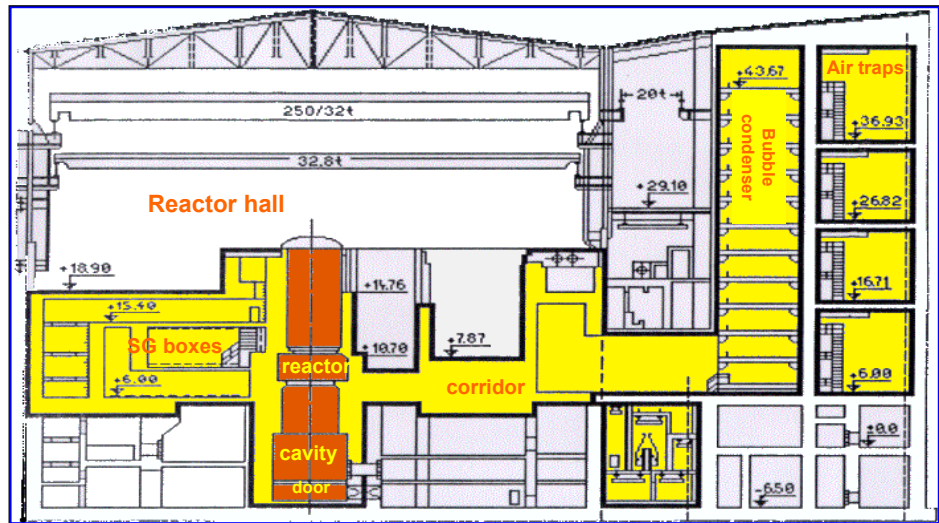 +43.67
Air traps
250/32t
20t
+36.93
Bubble
condenser
32.8t
+29.10
Reactor hall
+26.82
+18.90
+14.76
+16.71
+15.40
+7.87
SG boxes
+10.70
reactor
+6.00
corridor
+6.00
±0.0
cavity
door
-6.50